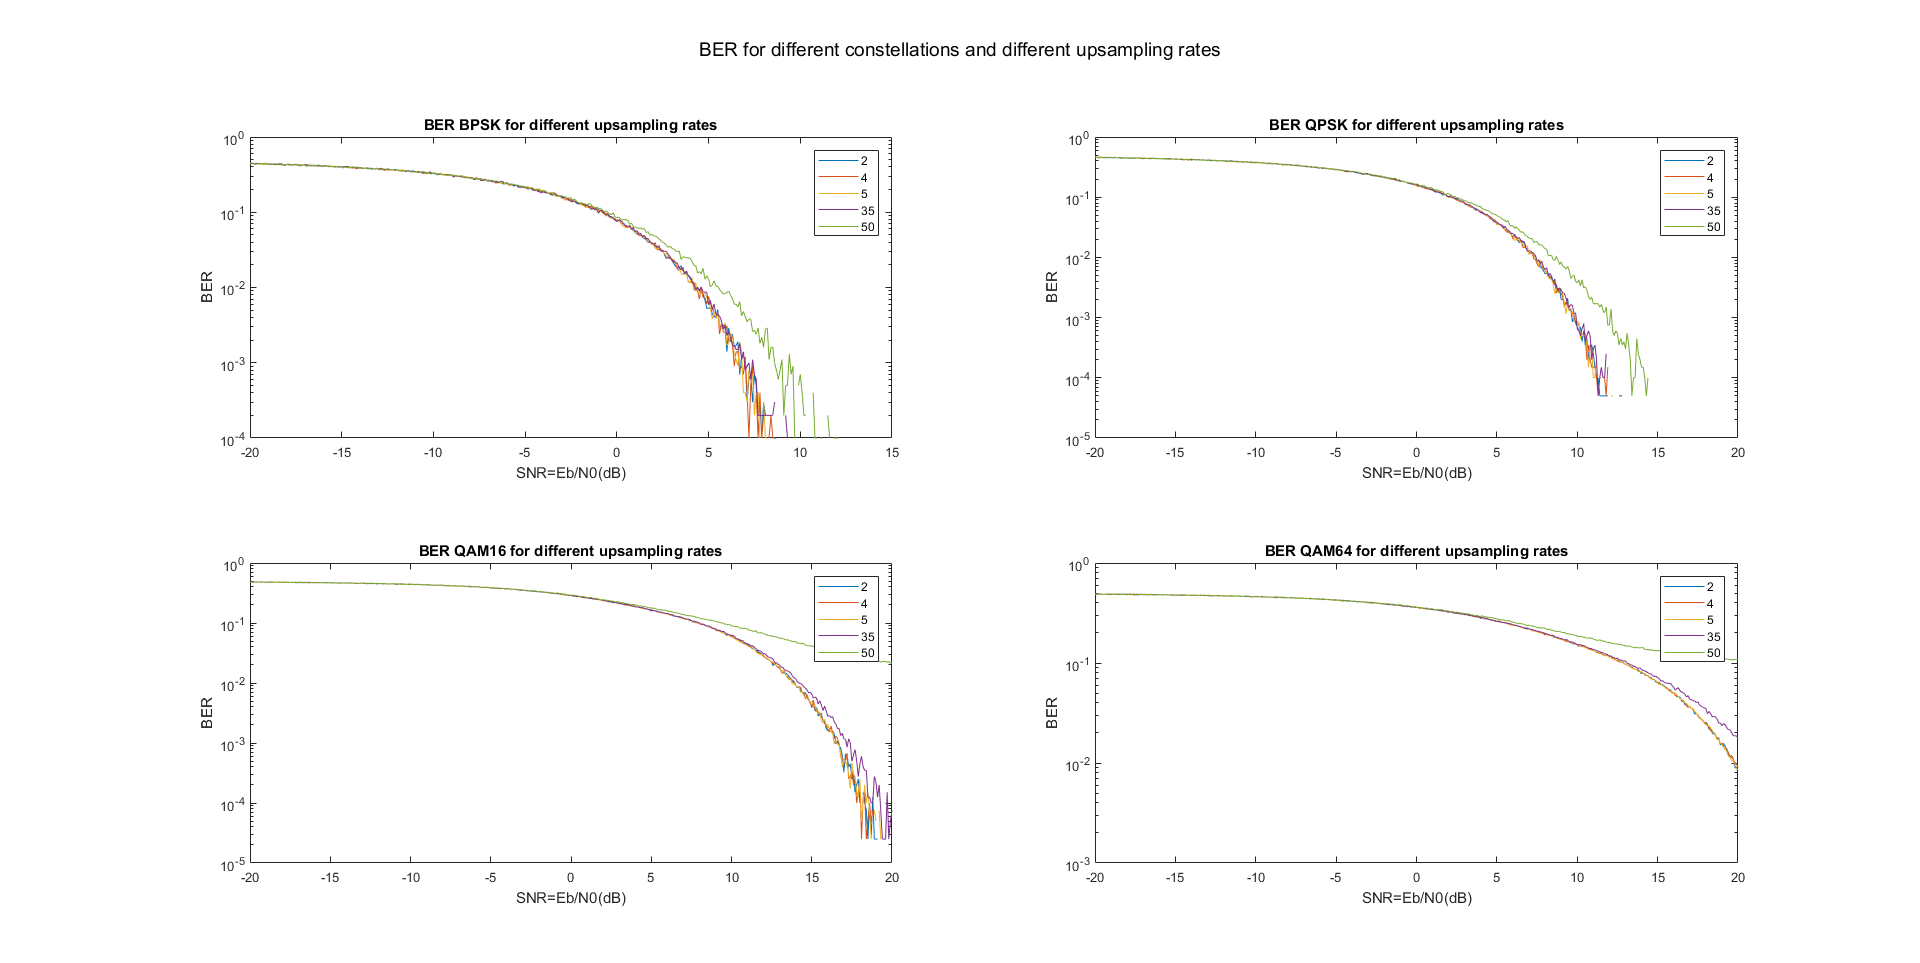 BER for different constellations and different upsampling rates
BER BPSK for different upsampling rates
10^0
10^-1
10^-2
10^-3
10^-4
BER
-20 -15 -10 -5 0 5 10 15
SNR=Eb/N0(dB)
2
4
5
35
50
BER QPSK for different upsampling rates
10^0
10^-1
10^-2
10^-3
10^-4
10^-5
BER
-20 -15 -10 -5 0 5 10 15 20
SNR=Eb/N0(dB)
2
4
5
35
50
BER QAM16 for different upsampling rates
10^0
10^-1
10^-2
10^-3
10^-4
10^-5
BER
-20 -15 -10 -5 0 5 10 15 20
SNR=Eb/N0(dB)
2
4
5
35
50
BER QAM64 for different upsampling rates
10^0
10^-1
10^-2
10^-3
BER
-20 -15 -10 -5 0 5 10 15 20
SNR=Eb/N0(dB)
2
4
5
35
50